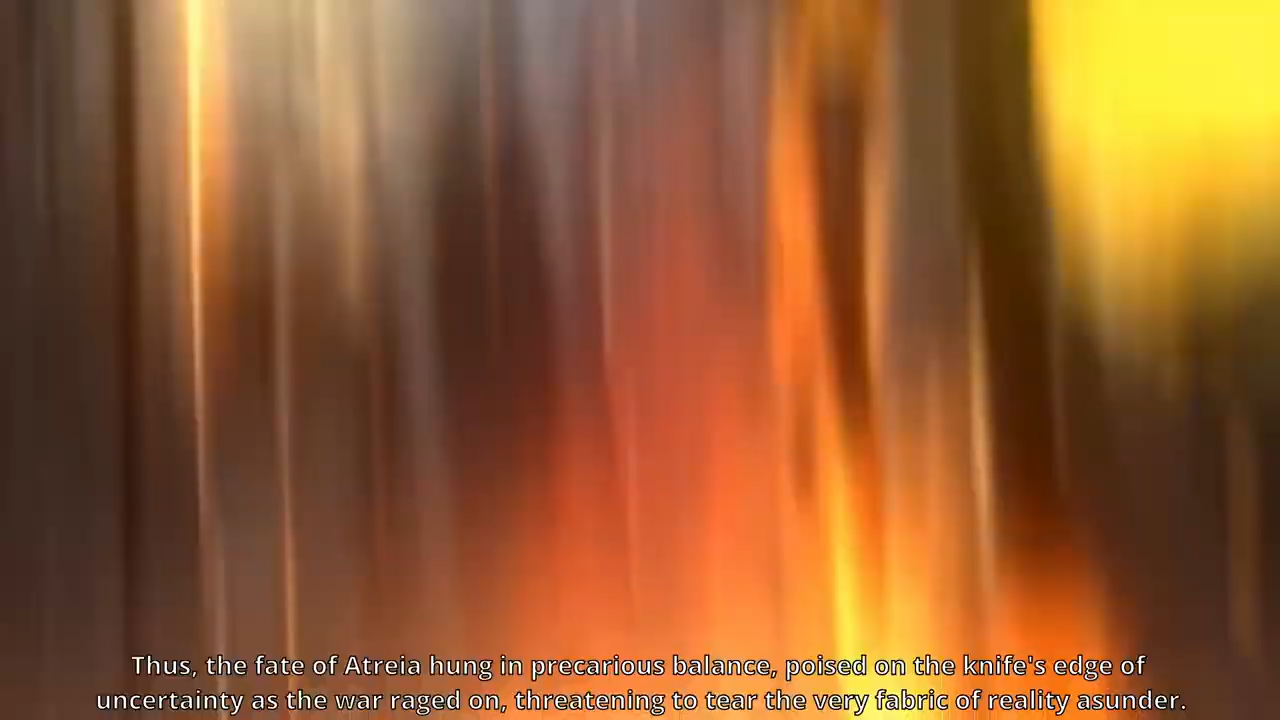 Thus, the fate of Atreia hung in precarious balance, poised on the knife's edge of
uncertainty as the war raged on, threatening to tear the very fabric of reality asunder.